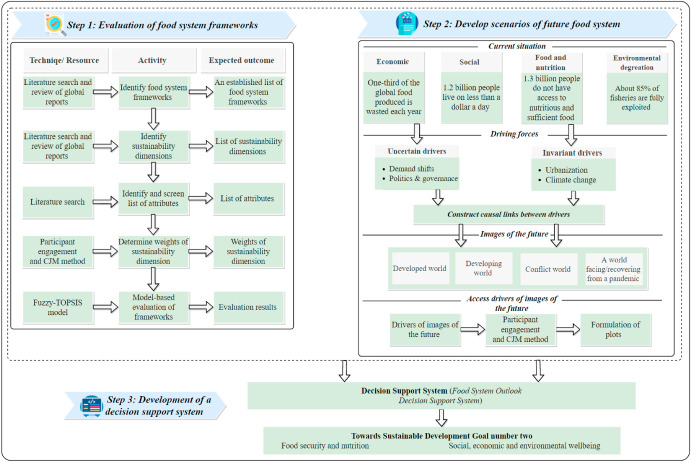 Step 1: Evaluation of food system frameworks
Techniqe/ Resource
Activity
Expected outcome
Literature search and
review of global
reports
Identify food system
frameworks
An established list of
food system
frameworks
Literature search
and review of global
reports
Identify
sustainability
dimensions
List of sustainability
dimensions
Literature search
Identify and screen
list of attributes
List of attributes
Participant
engagement
and CJM method
Determine weights of
sustainability
dimension
Weights of
sustainability
dimension
Fuzzy-TOPSIS
model
Model-based
evaluation of
frameworks
Evaluation results
Step 2: Develop scenarios of future food system
Current situation
Economic
One-third of the
global food
produced is
wasted each year
Social
1.2 billion people
live on less than a
dollar a day
Food and
nutrition
1.3 billion people
do not have
access to
nutritious and
sufficient food
Environmental
degreation
About 85% of
fisheries are fully
exploited
Driving forces
Uncertain drivers
• Demand shifts
• Politics & governance
Invariant drivers
• Urbanization
• Climate change
Construct causal links between drivers
Images of the future
Developed world
Developing
world
Conflict world
A world
facing/recovering
from a pandemic
Access drivers of images of the
future
Drivers of images of
the future
Participant
engagement
and CJM method
Formulation of
plots
Step 3: Development of a
decision support system
Decision Support System (Food System Outlook
Decision Support System)
Towards Sustainable Development Goal number two
Food security and nutrition
Social, economic and environmental wellbeing